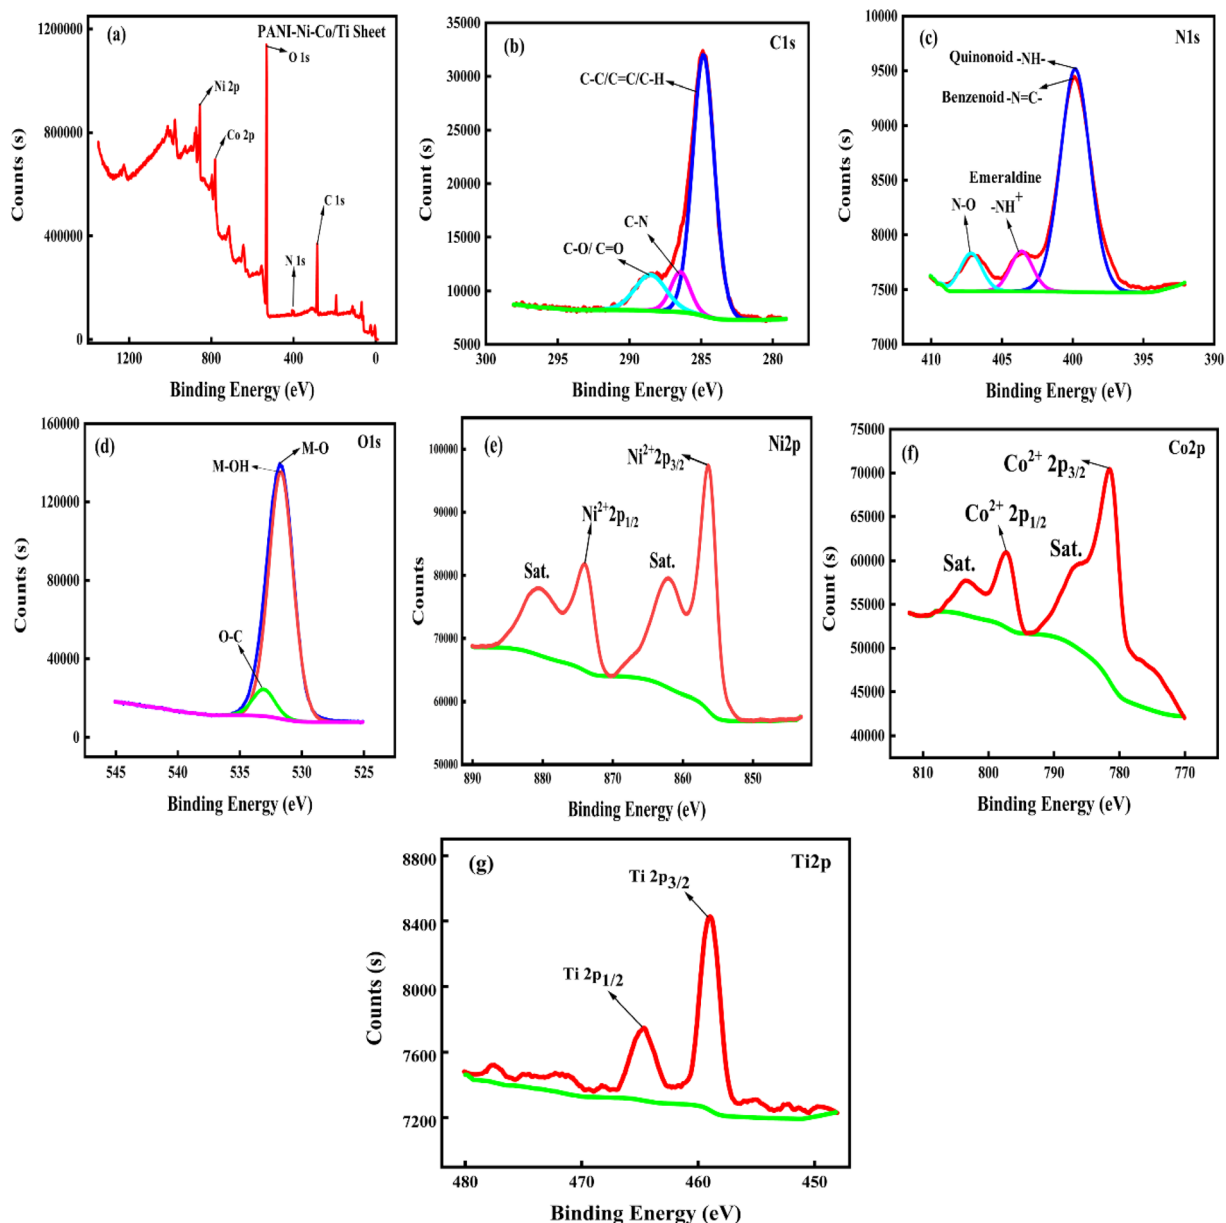 (a)
PANI-Ni-Co/Ti Sheet
O 1s
Ni 2p
Co 2p
C 1s
N 1s
1200000
800000
400000
0
1200
800
400
0
Counts (s)
Binding Energy (eV)
(b)
C1s
C-C/C=C/C-H
C-N
C-O/ C=O
35000
30000
25000
20000
15000
10000
5000
300
290
285
280
Count (s)
Binding Energy (eV)
(c)
N1s
Quinonoid -NH-
Benzenoid -N=C-
Emeraldine
-NH⁺
N-O
10000
9500
9000
8500
8000
7500
7000
410
405
400
395
390
Counts (s)
Binding Energy (eV)
(d)
O1s
M-O
M-OH
O-C
160000
120000
80000
40000
0
545
540
535
530
525
Counts (s)
Binding Energy (eV)
(e)
Ni2p
Ni²⁺2p3/2
Ni²⁺2p1/2
Sat.
Sat.
100000
90000
80000
70000
60000
50000
890
880
870
860
850
Counts
Binding Energy (eV)
(f)
Co2p
Co²⁺ 2p3/2
Co²⁺ 2p1/2
Sat.
Sat.
75000
70000
65000
60000
55000
50000
45000
40000
810
800
790
780
770
Count (s)
Binding Energy (eV)
(g)
Ti2p
Ti 2p3/2
Ti 2p1/2
8800
8400
8000
7600
7200
480
470
460
450
Counts (s)
Binding Energy (eV)